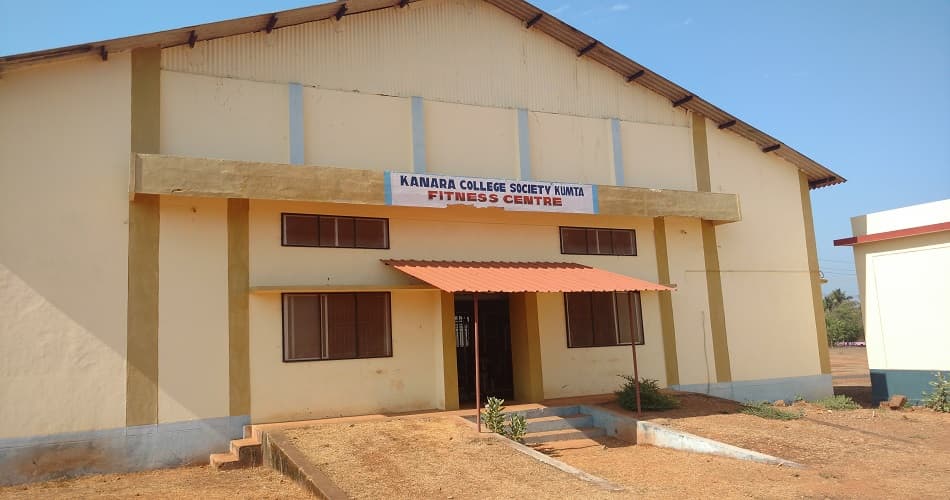 KANARA COLLEGE SOCIETY KUMTA
FITNESS CENTRE